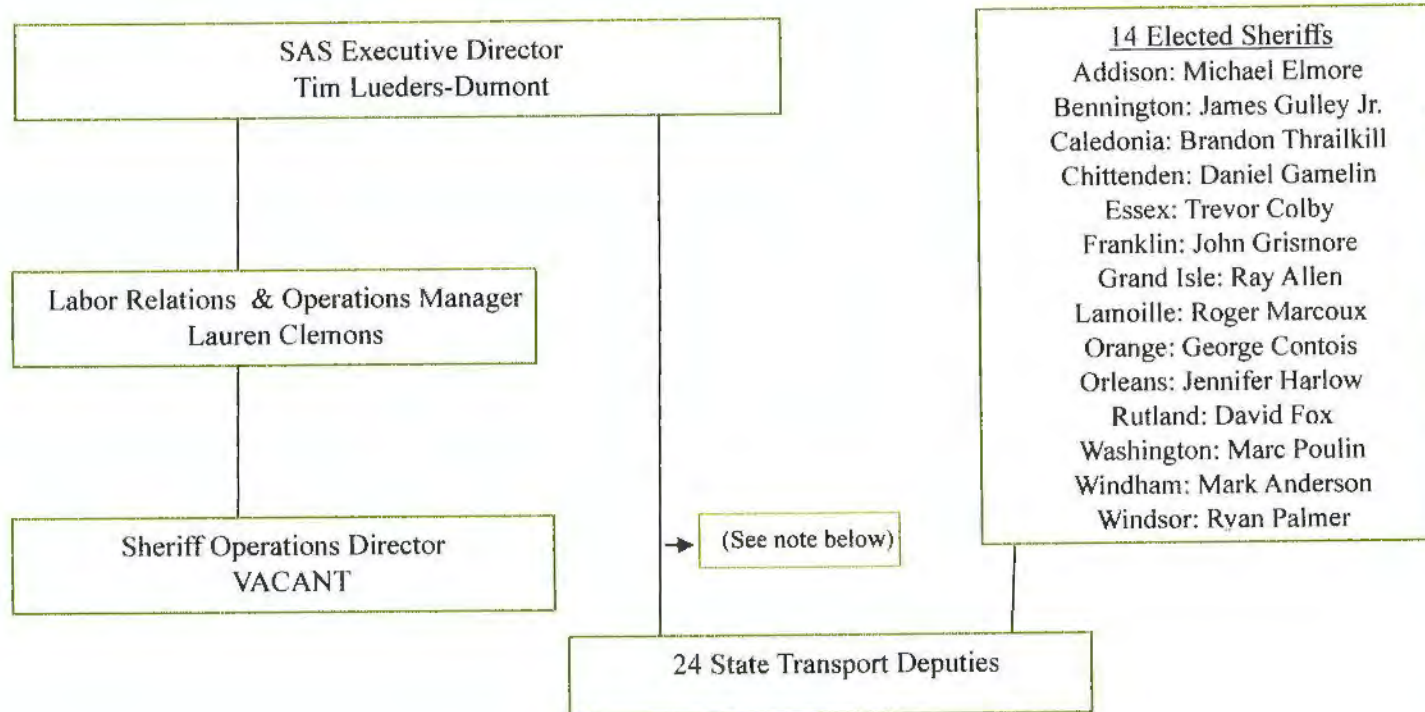 SAS Executive Director
Tim Lueders-Dumont
Labor Relations & Operations Manager
Lauren Clemons
Sheriff Operations Director
VACANT
(See note below)
24 State Transport Deputies
14 Elected Sheriffs
Addison: Michael Elmore
Bennington: James Gulley Jr.
Caledonia: Brandon Thrailkill
Chittenden: Daniel Gamelin
Essex: Trevor Colby
Franklin: John Grismore
Grand Isle: Ray Allen
Lamoille: Roger Marcoux
Orange: George Contois
Orleans: Jennifer Harlow
Rutland: David Fox
Washington: Marc Poulin
Windham: Mark Anderson
Windsor: Ryan Palmer